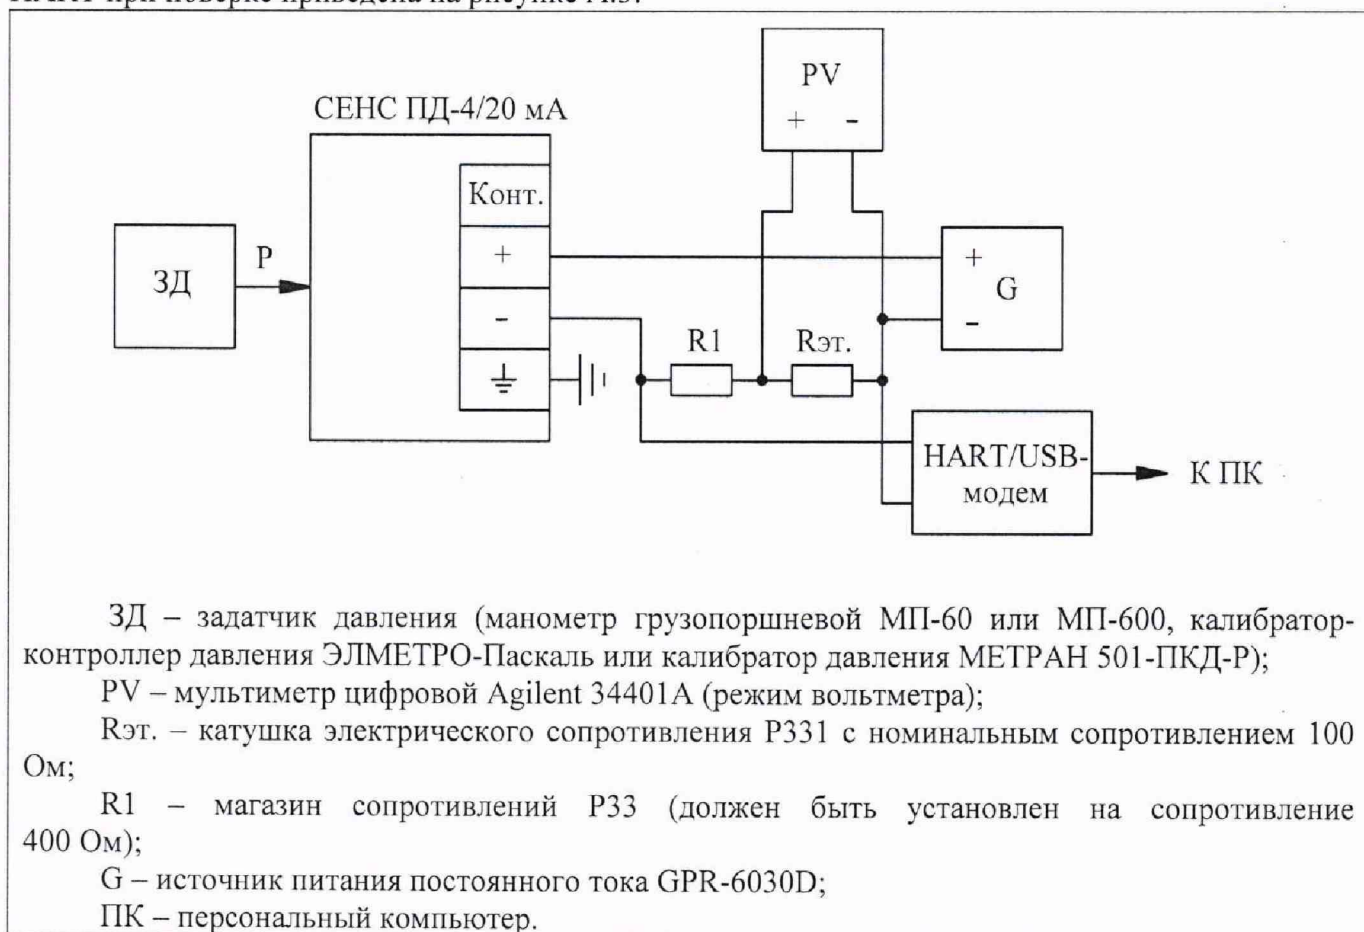 PV
+ -
СЕНС ПД-4/20 мА
Конт.
+
-
ЗД
P
+
G
-
R1
Rэт.
HART/USB-
модем
К ПК
ЗД – задатчик давления (манометр грузопоршневой МП-60 или МП-600, калибратор-
контроллер давления ЭЛМЕТРО-Паскаль или калибратор давления МЕТРАН 501-ПКД-Р);
PV – мультиметр цифровой Agilent 34401A (режим вольтметра);
Rэт. – катушка электрического сопротивления Р331 с номинальным сопротивлением 100
Ом;
R1 – магазин сопротивлений Р33 (должен быть установлен на сопротивление
400 Ом);
G – источник питания постоянного тока GPR-6030D;
ПК – персональный компьютер.